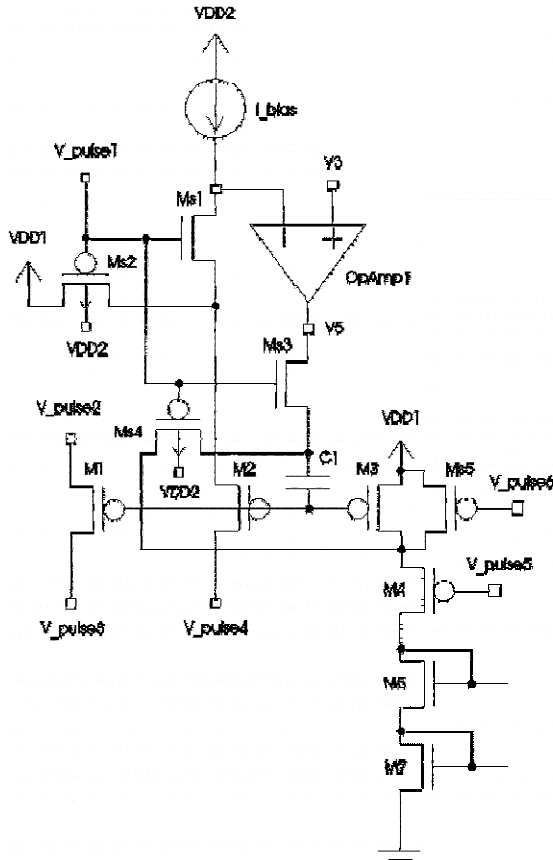 VDD2
I_bias
V_pulse1
Ms1
V3
VDD1
Ms2
OpAmp1
VDD2
V5
Ms3
V_pulse2
Ms4
VDD1
M1
VDD2
M2
C1
M3
Ms5
V_pulse6
V_pulse3
V_pulse4
M4
V_pulse5
M6
M7